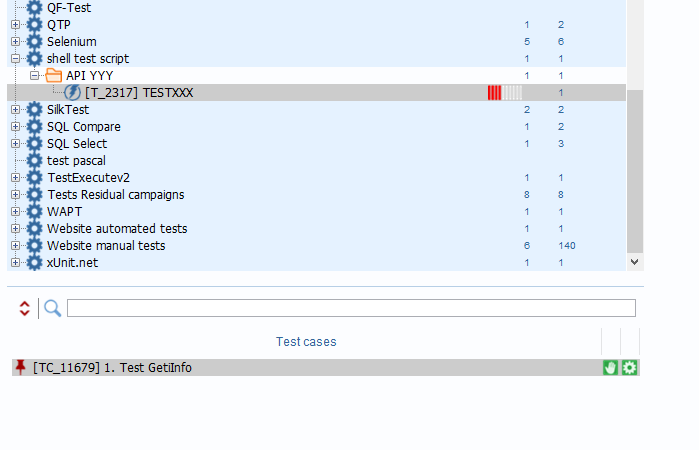 QF-Test
QTP 1 2
Selenium 5 6
shell test script 1 1
API YYY 1 1
[T_2317] TESTXXX 1
SilkTest 2 2
SQL Compare 1 2
SQL Select 1 3
test pascal
TestExecutev2 1 1
Tests Residual campaigns 8 8
WAPT 1 1
Website automated tests 1 1
Website manual tests 6 140
xUnit.net 1 1
Test cases
[TC_11679] 1. Test GetiInfo